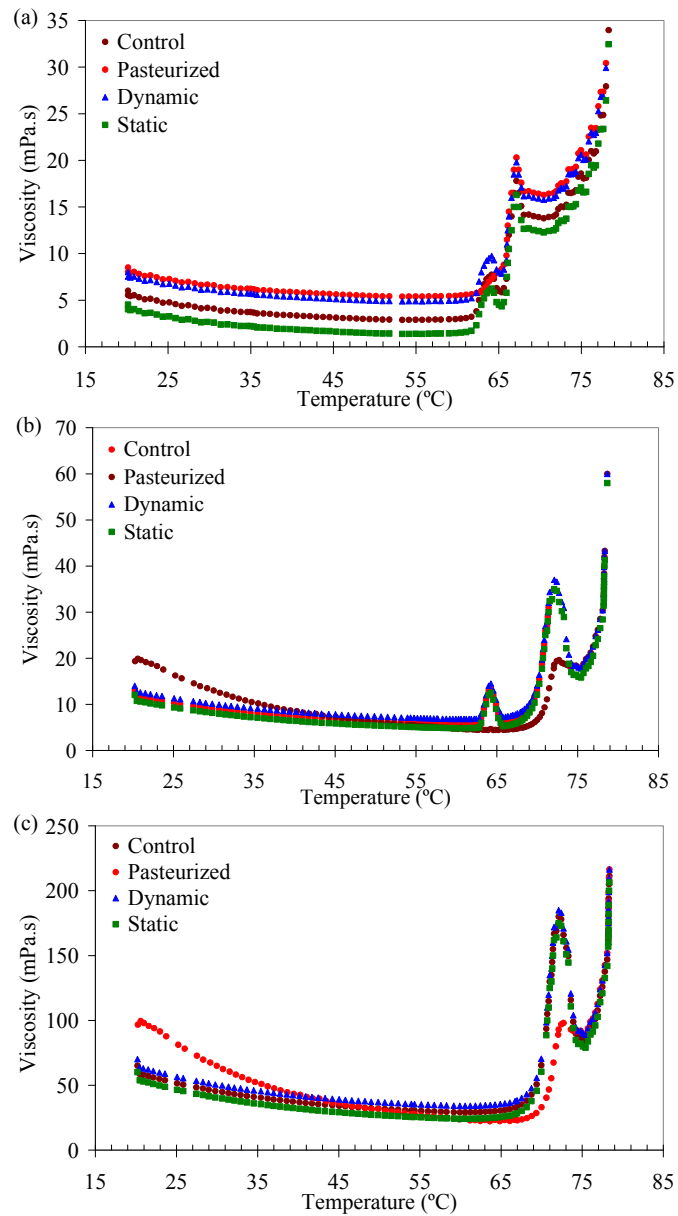 (a)
35
30
25
20
15
10
5
0
Viscosity (mPa.s)
Control
Pasteurized
Dynamic
Static
15 25 35 45 55 65 75 85
Temperature (ºC)
(b)
70
60
50
40
30
20
10
0
Viscosity (mPa.s)
Control
Pasteurized
Dynamic
Static
15 25 35 45 55 65 75 85
Temperature (ºC)
(c)
250
200
150
100
50
0
Viscosity (mPa.s)
Control
Pasteurized
Dynamic
Static
15 25 35 45 55 65 75 85
Temperature (ºC)